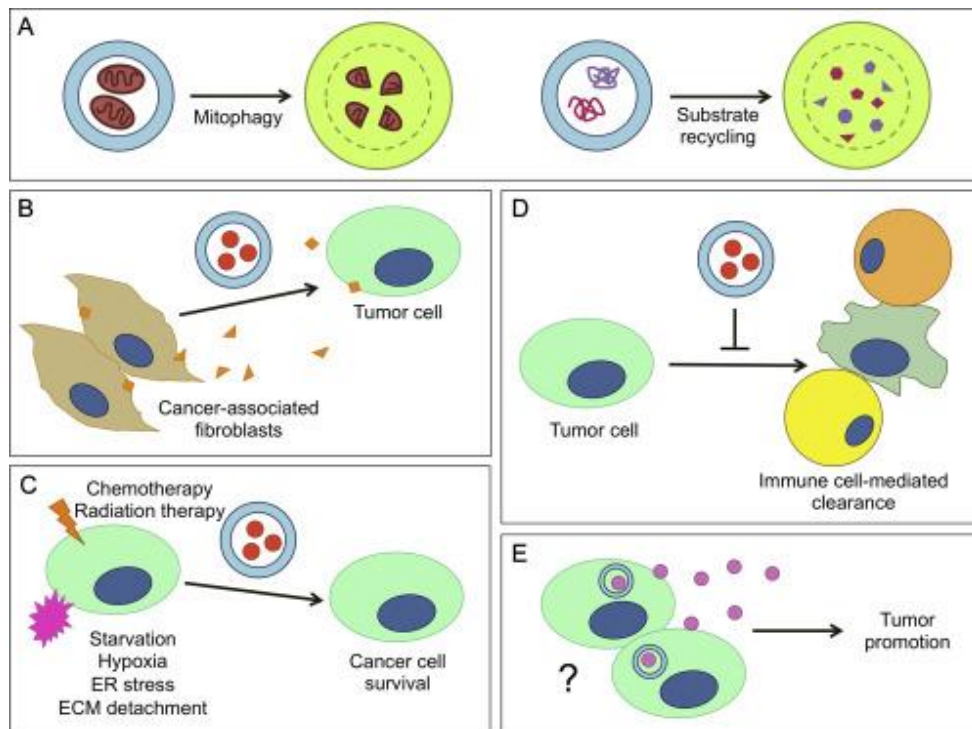 A
Mitophagy
Substrate
recycling
B
Tumor cell
Cancer-associated
fibroblasts
C
Chemotherapy
Radiation therapy
Starvation
Hypoxia
ER stress
ECM detachment
Cancer cell
survival
D
Tumor cell
Immune cell-mediated
clearance
E
?
Tumor
promotion